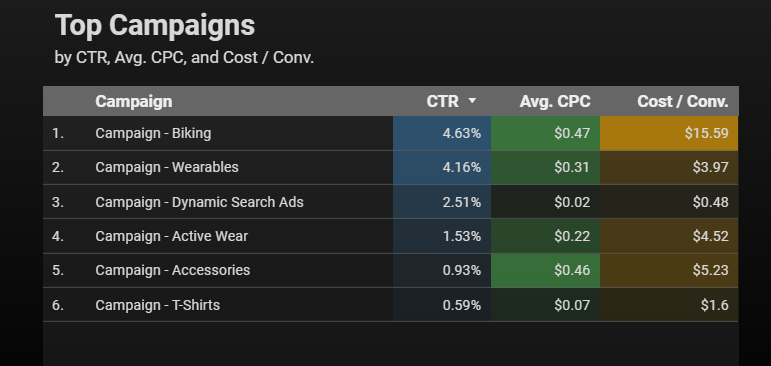 Top Campaigns
by CTR, Avg. CPC, and Cost / Conv.
Campaign CTR Avg. CPC Cost / Conv.
1. Campaign - Biking 4.63% $0.47 $15.59
2. Campaign - Wearables 4.16% $0.31 $3.97
3. Campaign - Dynamic Search Ads 2.51% $0.02 $0.48
4. Campaign - Active Wear 1.53% $0.22 $4.52
5. Campaign - Accessories 0.93% $0.46 $5.23
6. Campaign - T-Shirts 0.59% $0.07 $1.6